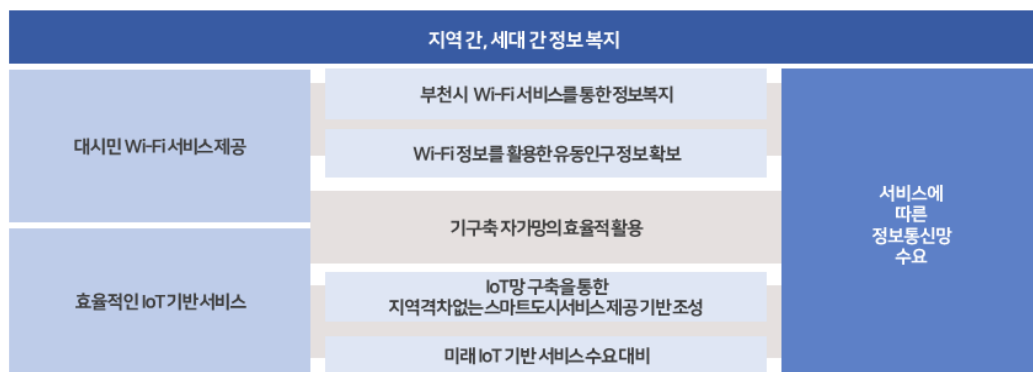 지역 간, 세대 간 정보 복지
대시민 Wi-Fi 서비스 제공
부천시 Wi-Fi 서비스를 통한 정보복지
Wi-Fi 정보를 활용한 유동인구 정보 확보
기구축 자가망의 효율적 활용
효율적인 IoT 기반 서비스
IoT망 구축을 통한
지역격차없는 스마트도시서비스 제공 기반 조성
미래 IoT 기반 서비스 수요 대비
서비스에
따른
정보통신망
수요